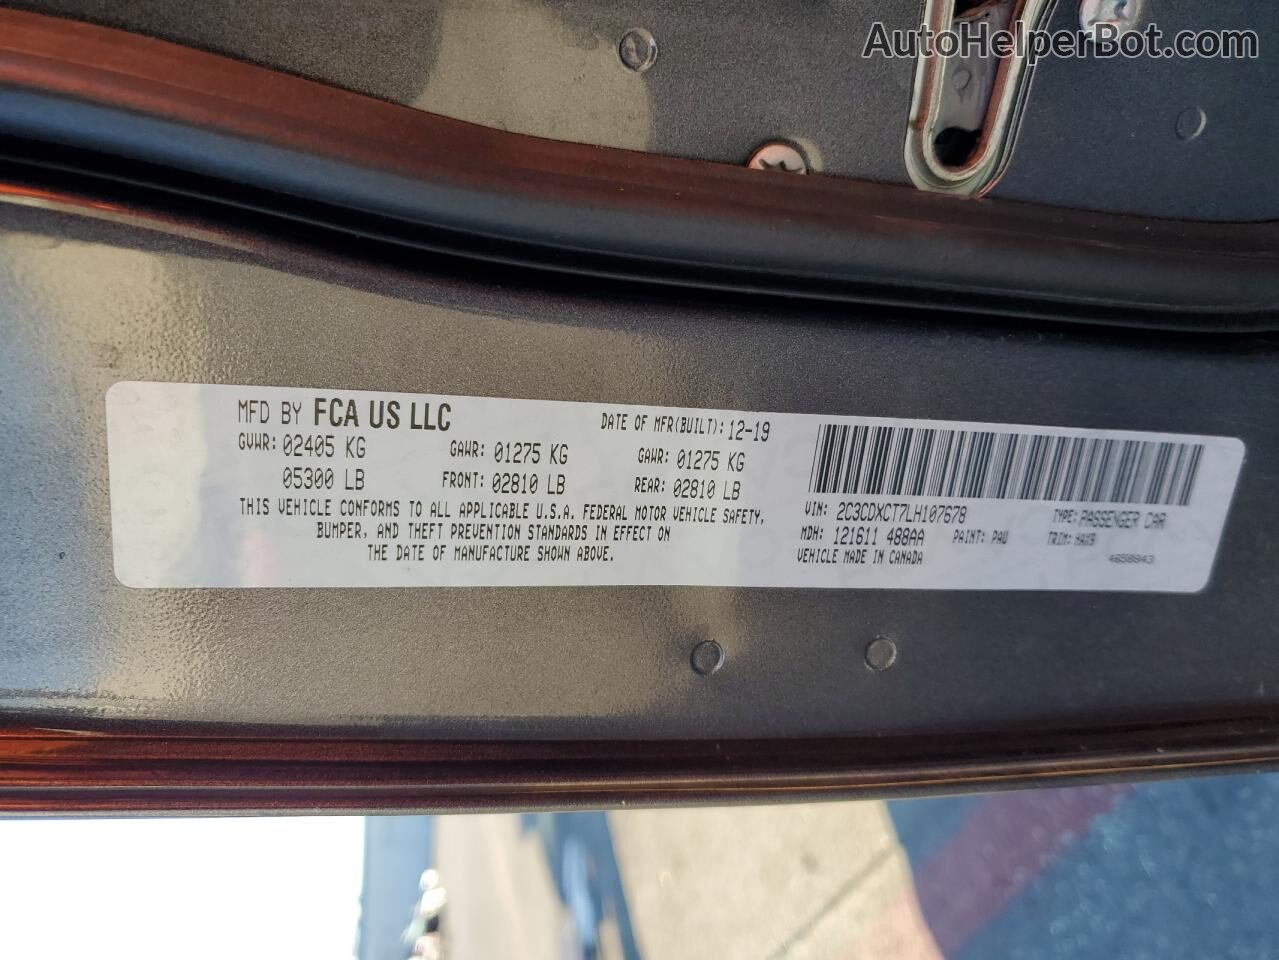 AutoHelperBot.com
MFD BY FCA US LLC
DATE OF MFR(BUILT): 12-19
GVWR: 02405 KG
GAWR: 01275 KG
GAWR: 01275 KG
05300 LB
FRONT: 02810 LB
REAR: 02810 LB
THIS VEHICLE CONFORMS TO ALL APPLICABLE U.S.A. FEDERAL MOTOR VEHICLE SAFETY,
BUMPER, AND THEFT PREVENTION STANDARDS IN EFFECT ON
THE DATE OF MANUFACTURE SHOWN ABOVE.
VIN: 2C3CDXCT7LH107678
TYPE: PASSENGER CAR
MDH: 121611 488AA
PAINT: PAU
TRIM: HAX9
VEHICLE MADE IN CANADA
4658843